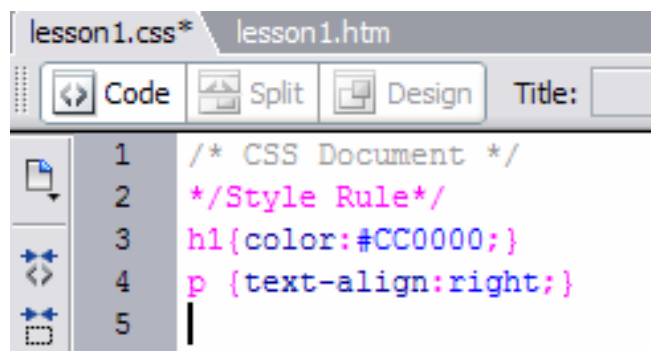 lesson1.css* lesson1.htm
Code Split Design Title:
1 /* CSS Document */
2 */Style Rule*/
3 h1{color:#CC0000;}
4 p {text-align:right;}
5